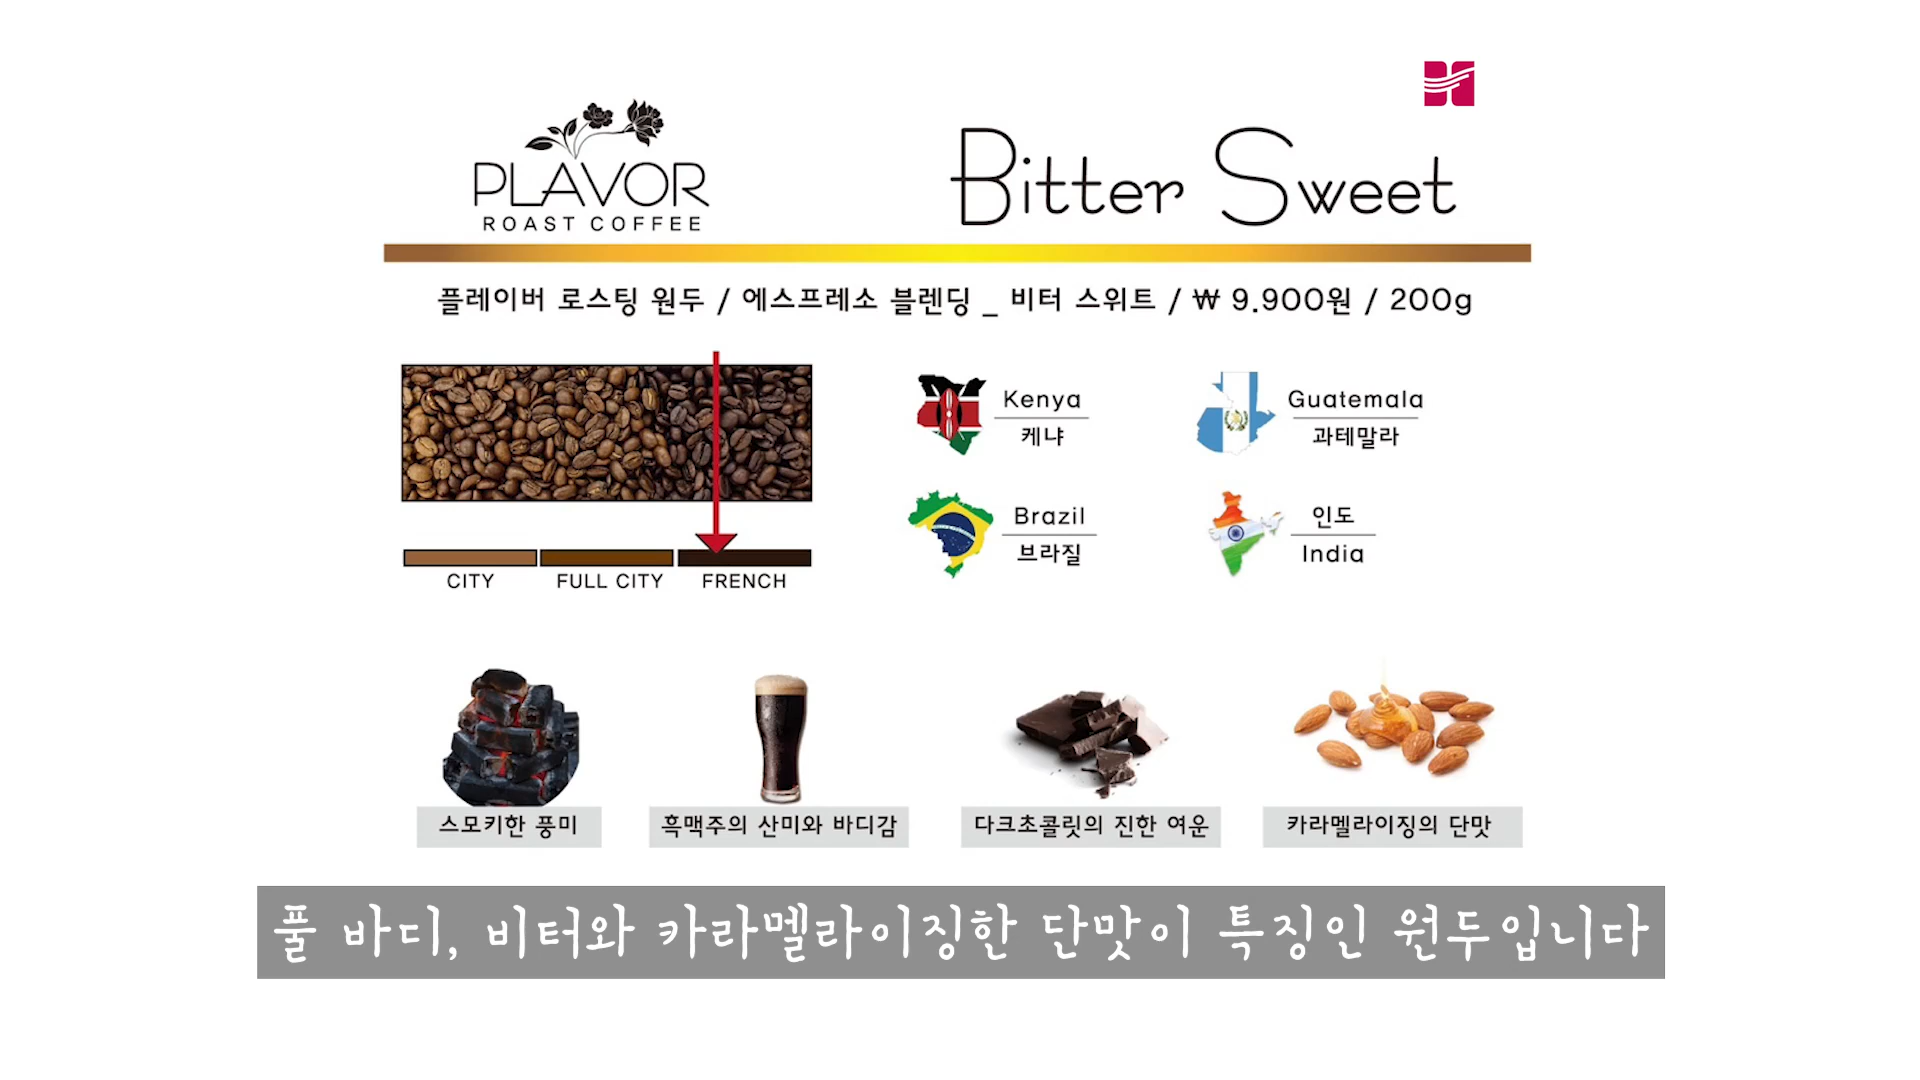 PLAVOR
ROAST COFFEE
Bitter Sweet
플레이버 로스팅 원두 / 에스프레소 블렌딩 _ 비터 스위트 / ₩ 9.900원 / 200g
CITY
FULL CITY
FRENCH
Kenya
케냐
Guatemala
과테말라
Brazil
브라질
인도
India
스모키한 풍미
흑맥주의 산미와 바디감
다크초콜릿의 진한 여운
카라멜라이징의 단맛
풀 바디, 비터와 카라멜라이징한 단맛이 특징인 원두입니다